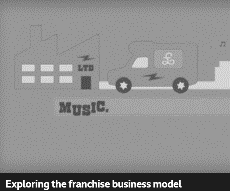 LTD
MUSIC.
Exploring the franchise business model